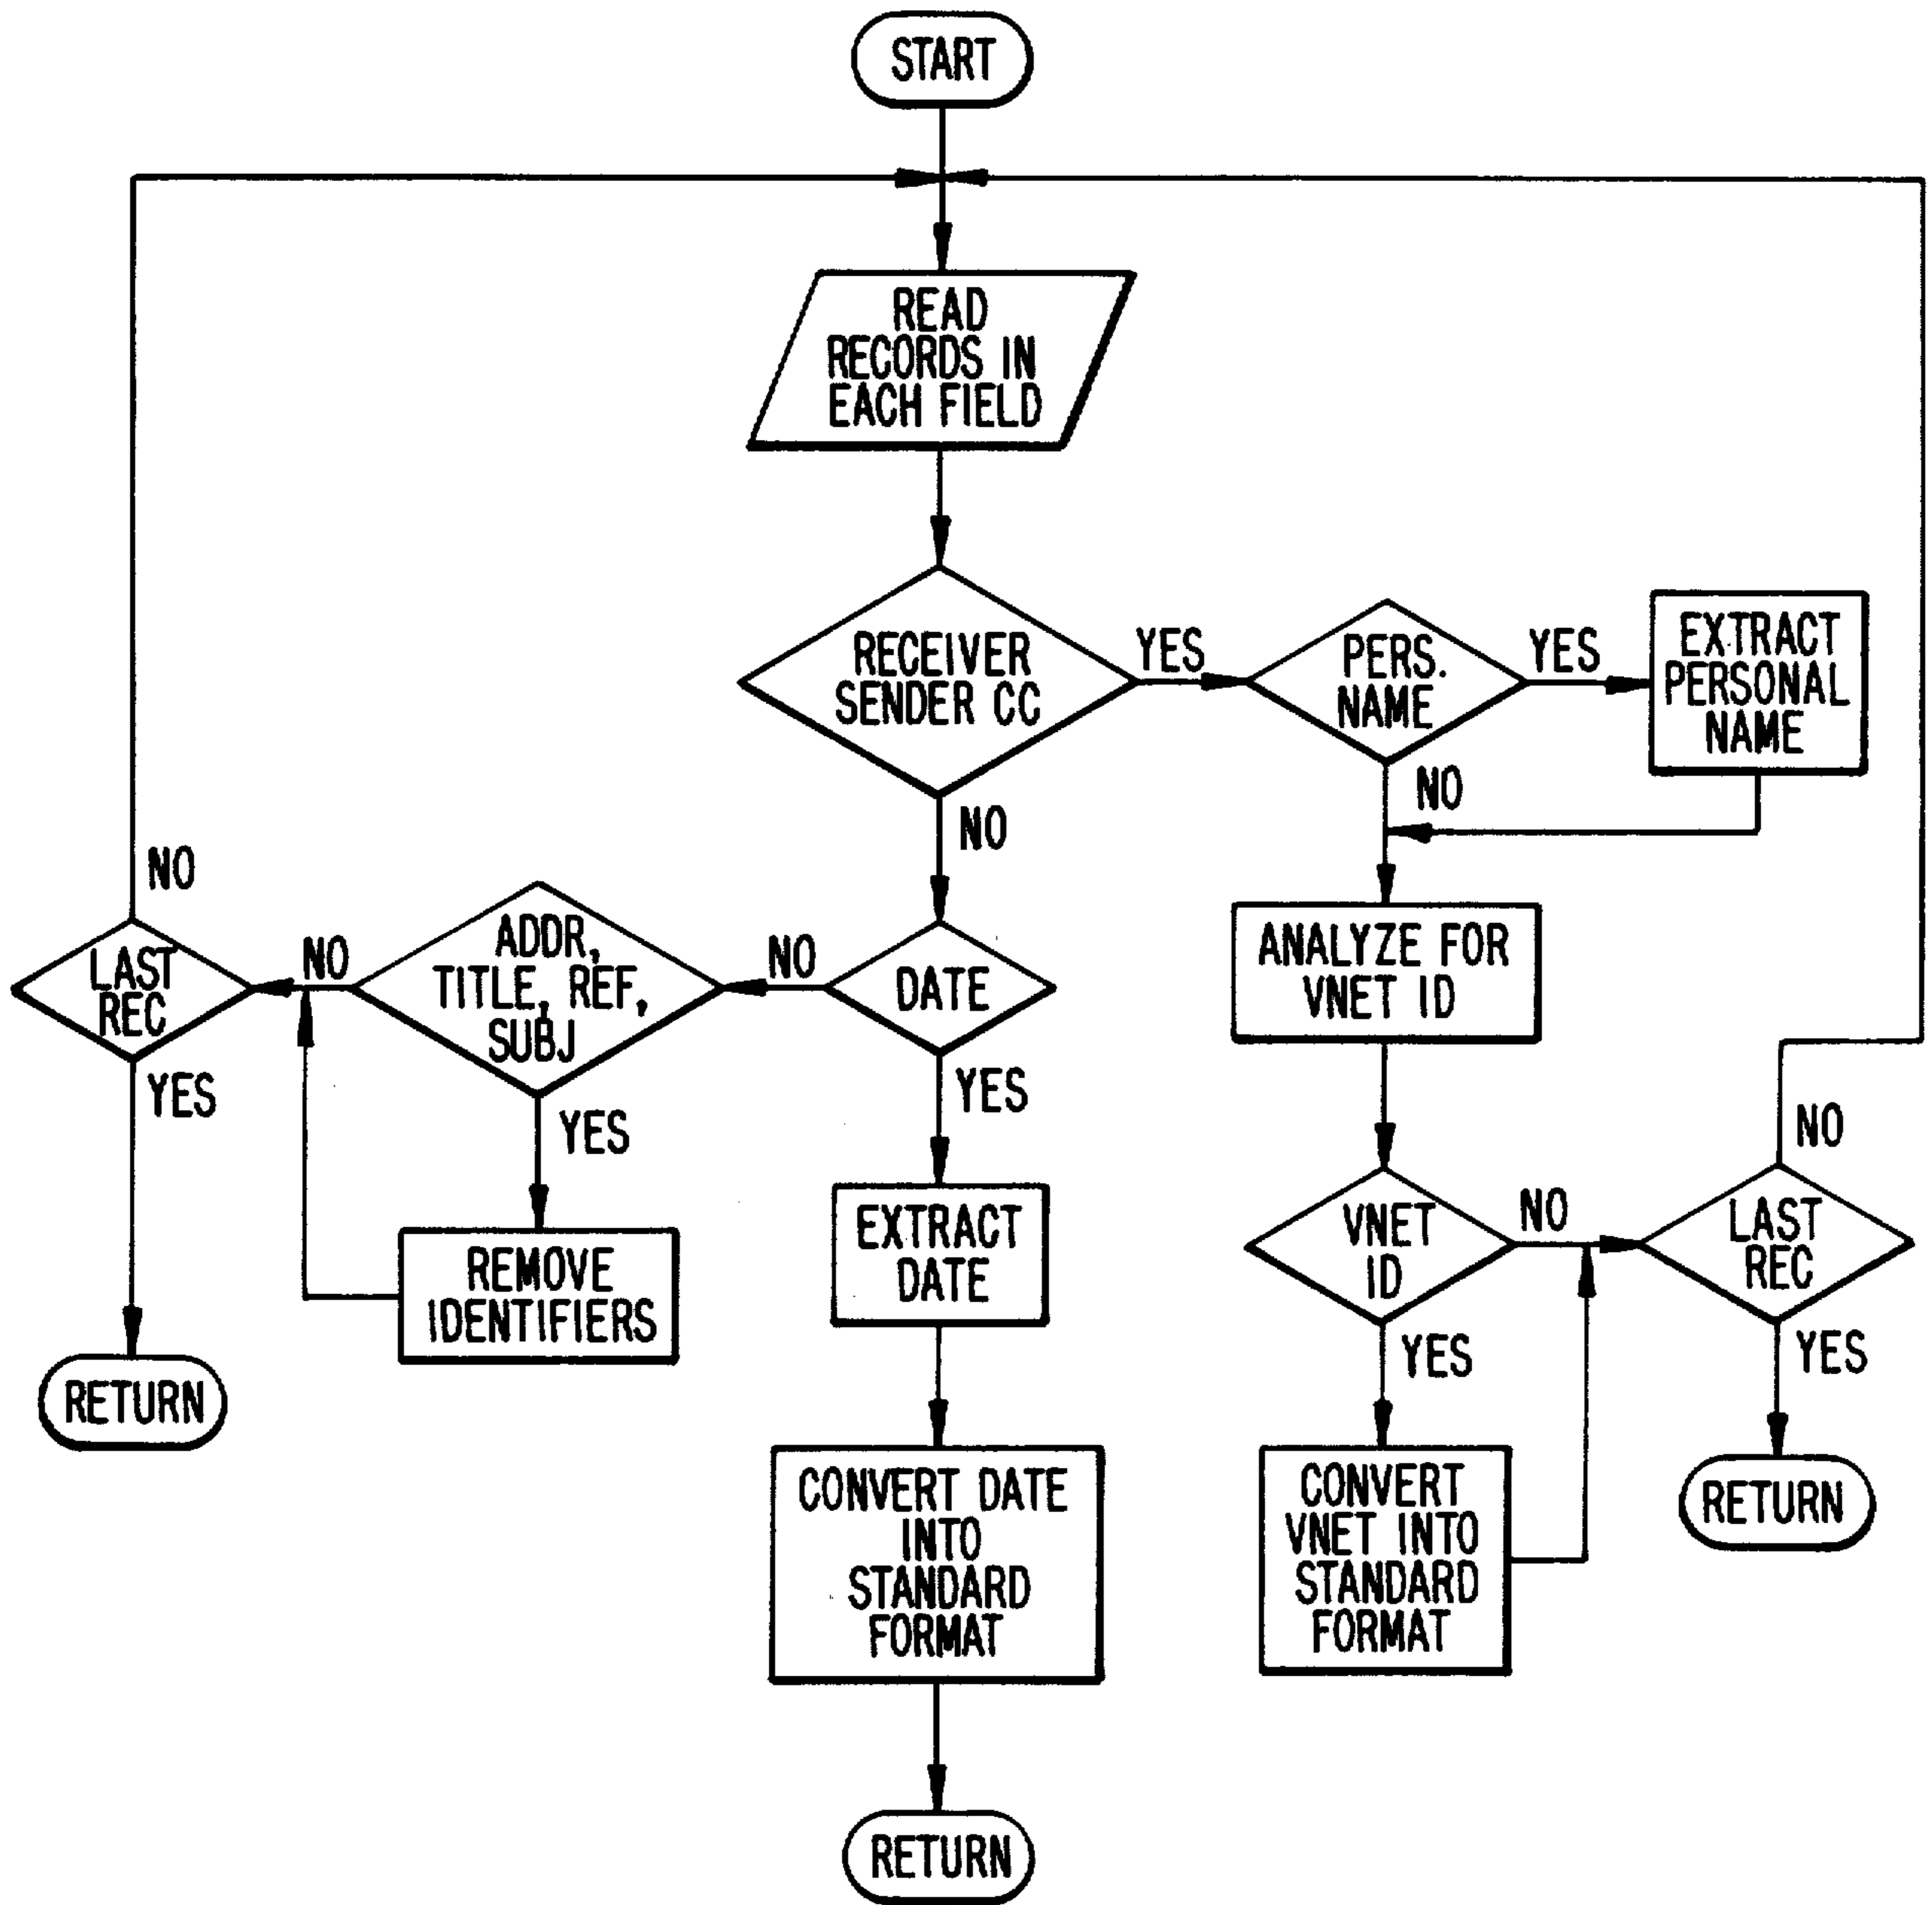 START
READ
RECORDS IN
EACH FIELD
RECEIVER
SENDER CC
YES
PERS.
NAME
YES
EXTRACT
PERSONAL
NAME
NO
NO
NO
LAST
REC
NO
ADDR,
TITLE, REF,
SUBJ
NO
DATE
ANALYZE FOR
VNET ID
YES
YES
YES
NO
REMOVE
IDENTIFIERS
EXTRACT
DATE
VNET
ID
NO
LAST
REC
YES
YES
RETURN
CONVERT DATE
INTO
STANDARD
FORMAT
CONVERT
VNET INTO
STANDARD
FORMAT
RETURN
RETURN